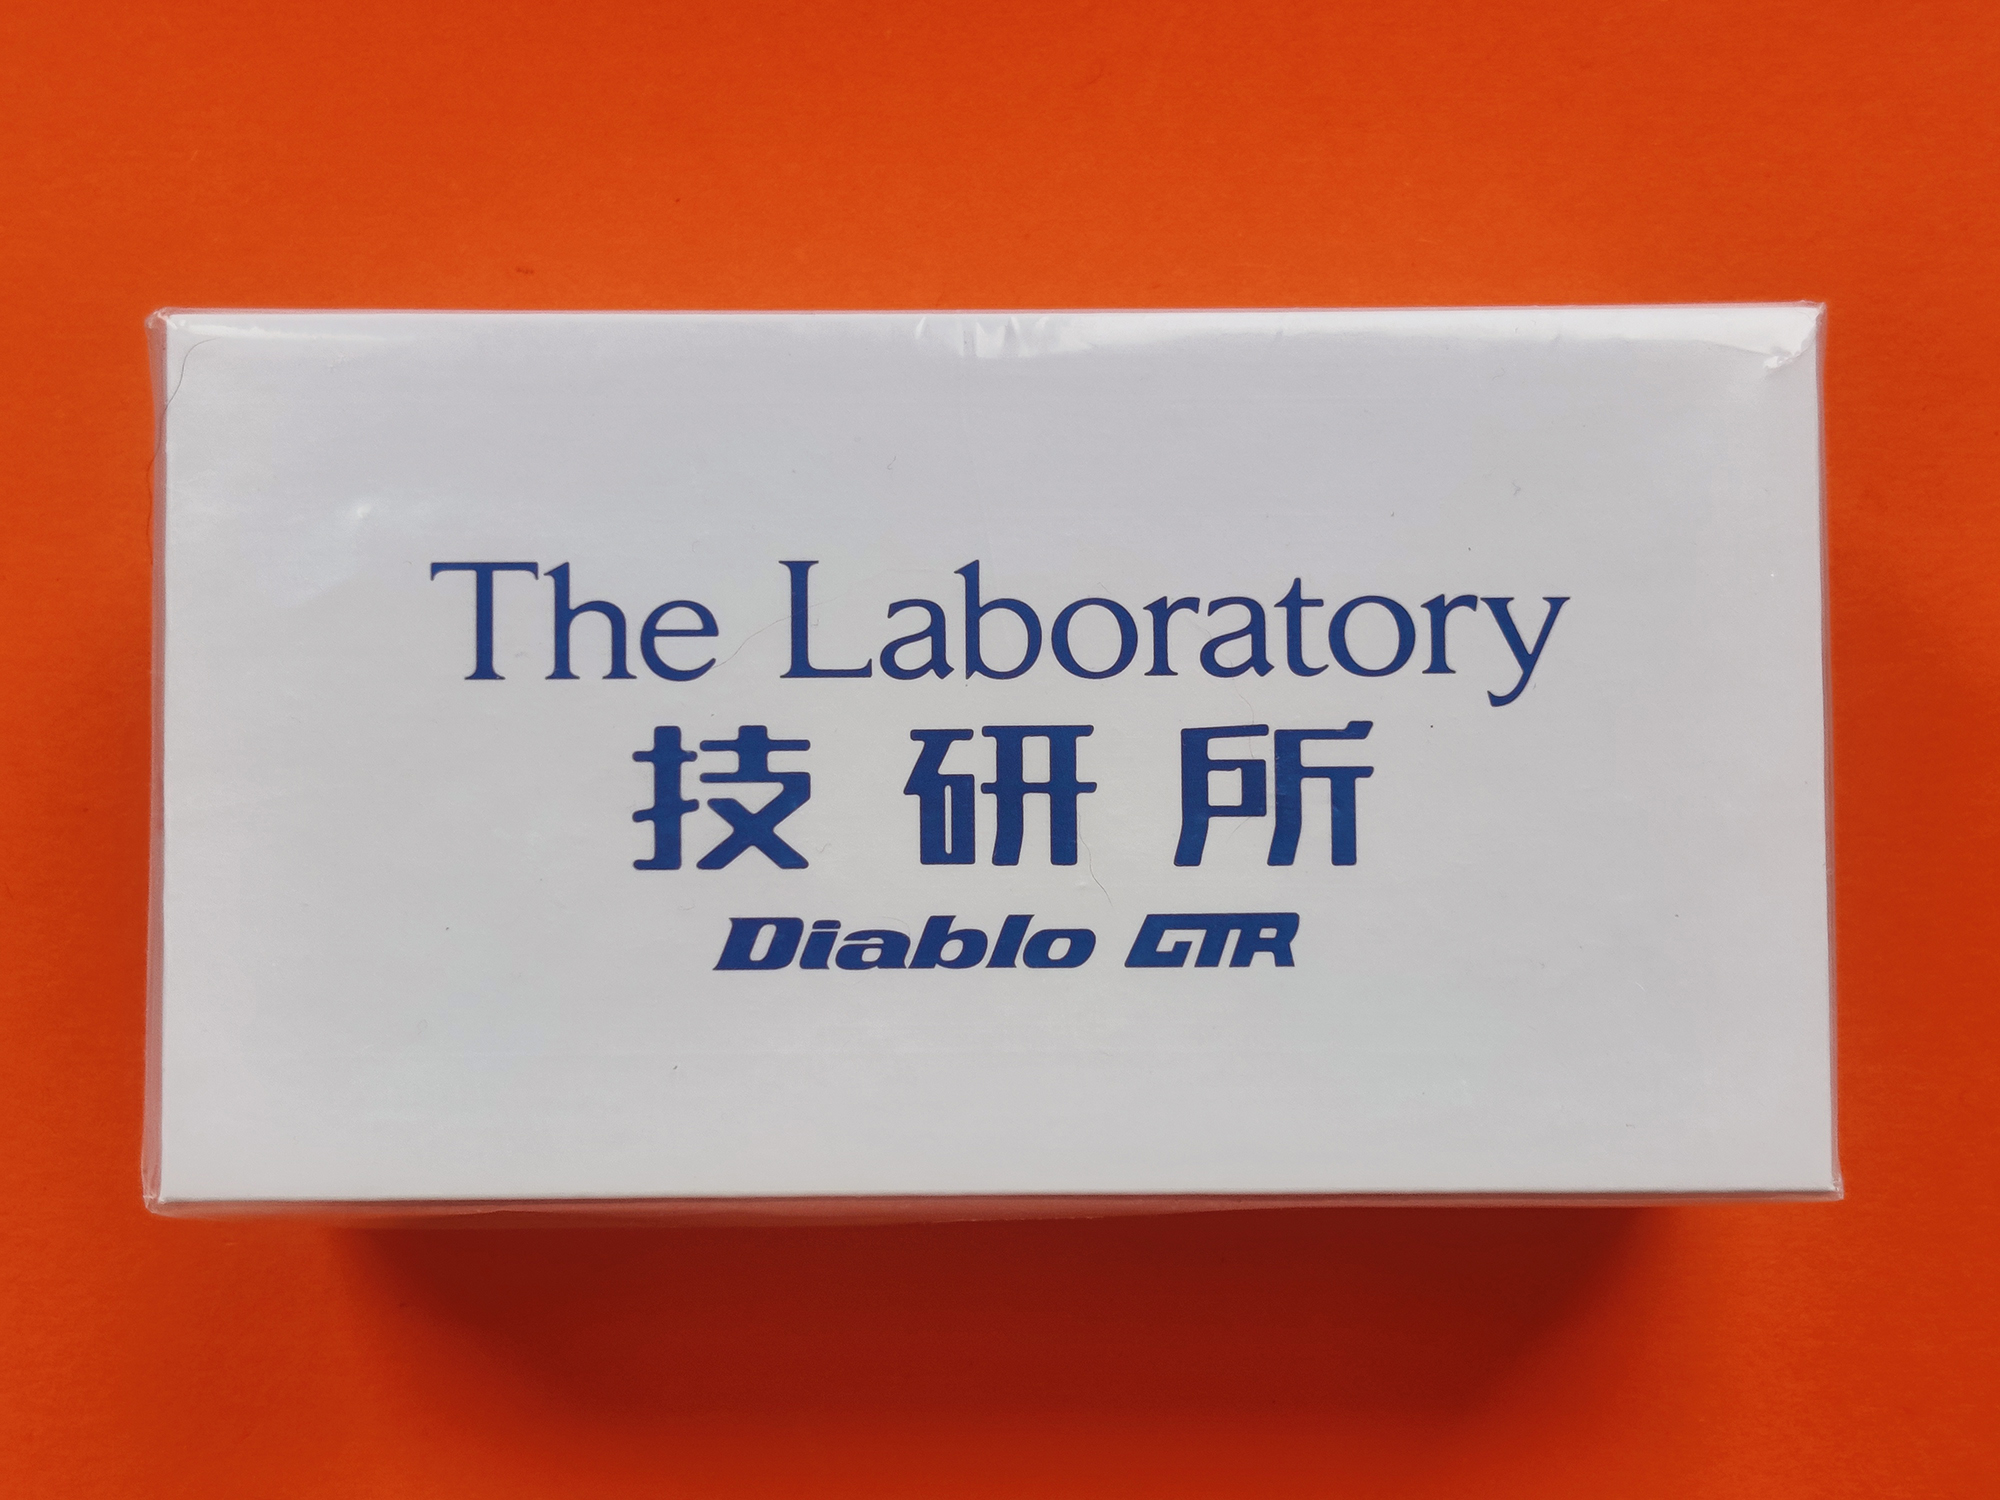 The Laboratory
技研所
Diablo GTR